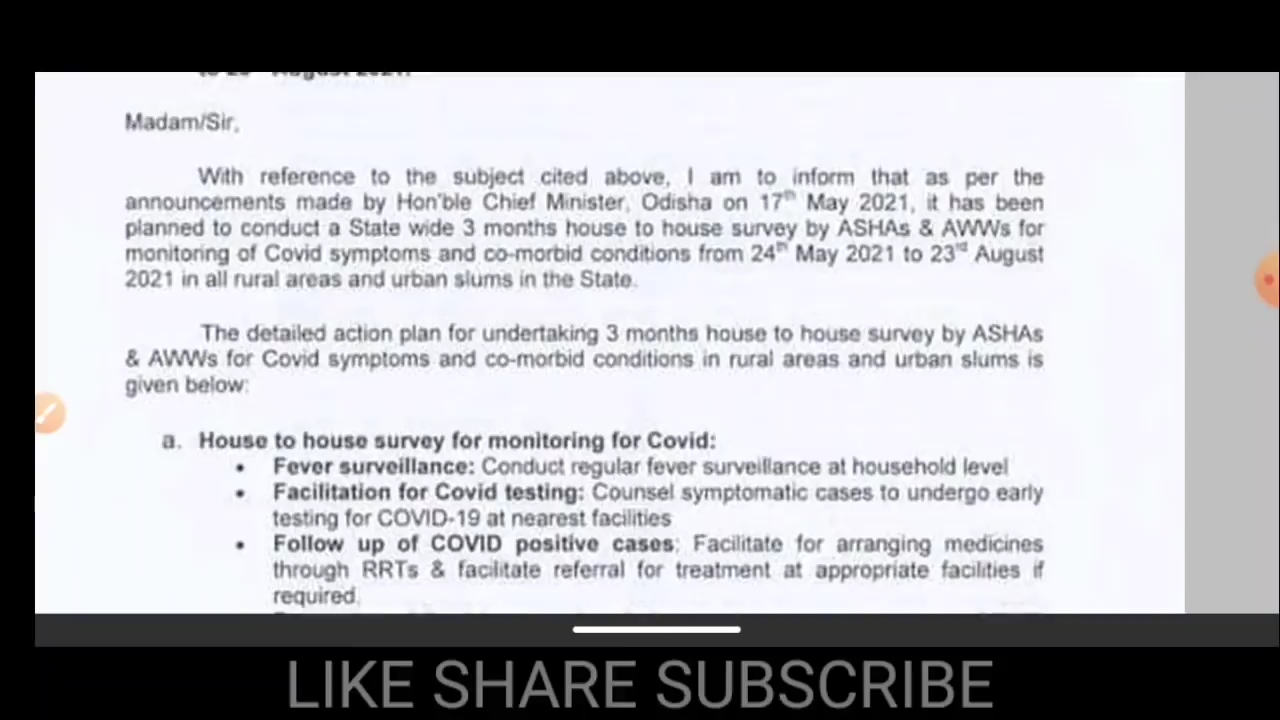 August 2021.
Madam/Sir,
With reference to the subject cited above, I am to inform that as per the
announcements made by Hon'ble Chief Minister, Odisha on 17th May 2021, it has been
planned to conduct a State wide 3 months house to house survey by ASHAs & AWWs for
monitoring of Covid symptoms and co-morbid conditions from 24th May 2021 to 23rd August
2021 in all rural areas and urban slums in the State.
The detailed action plan for undertaking 3 months house to house survey by ASHAs
& AWWs for Covid symptoms and co-morbid conditions in rural areas and urban slums is
given below:
a. House to house survey for monitoring for Covid:
• Fever surveillance: Conduct regular fever surveillance at household level
• Facilitation for Covid testing: Counsel symptomatic cases to undergo early
testing for COVID-19 at nearest facilities
• Follow up of COVID positive cases: Facilitate for arranging medicines
through RRTs & facilitate referral for treatment at appropriate facilities if
required.
LIKE SHARE SUBSCRIBE